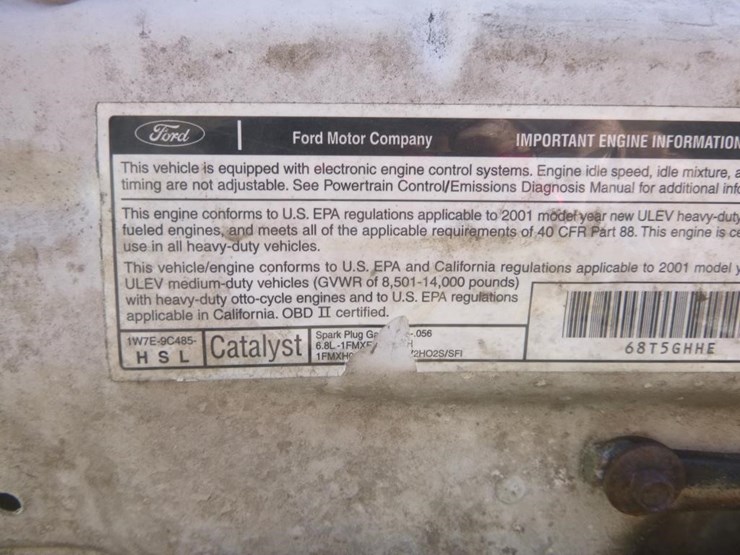 Ford
Ford Motor Company
IMPORTANT ENGINE INFORMATION
This vehicle is equipped with electronic engine control systems. Engine idle speed, idle mixture, a
timing are not adjustable. See Powertrain Control/Emissions Diagnosis Manual for additional info
This engine conforms to U.S. EPA regulations applicable to 2001 model year new ULEV heavy-duty
fueled engines, and meets all of the applicable requirements of 40 CFR Part 88. This engine is ce
use in all heavy-duty vehicles.
This vehicle/engine conforms to U.S. EPA and California regulations applicable to 2001 model y
ULEV medium-duty vehicles (GVWR of 8,501-14,000 pounds)
with heavy-duty otto-cycle engines and to U.S. EPA regulations
applicable in California. OBD II certified.
1W7E-9C485-
H S L
Catalyst
Spark Plug Ga .056
6.8L-1FMXF H
1FMXH 2HO2S/SFI
68T5GHHE